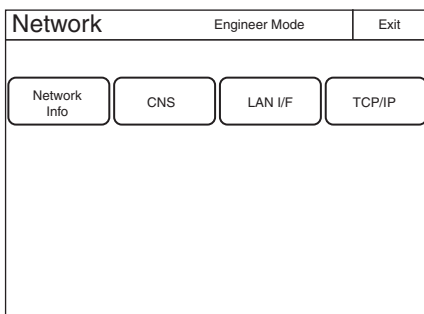 Network Engineer Mode Exit
Network
Info
CNS
LAN I/F
TCP/IP